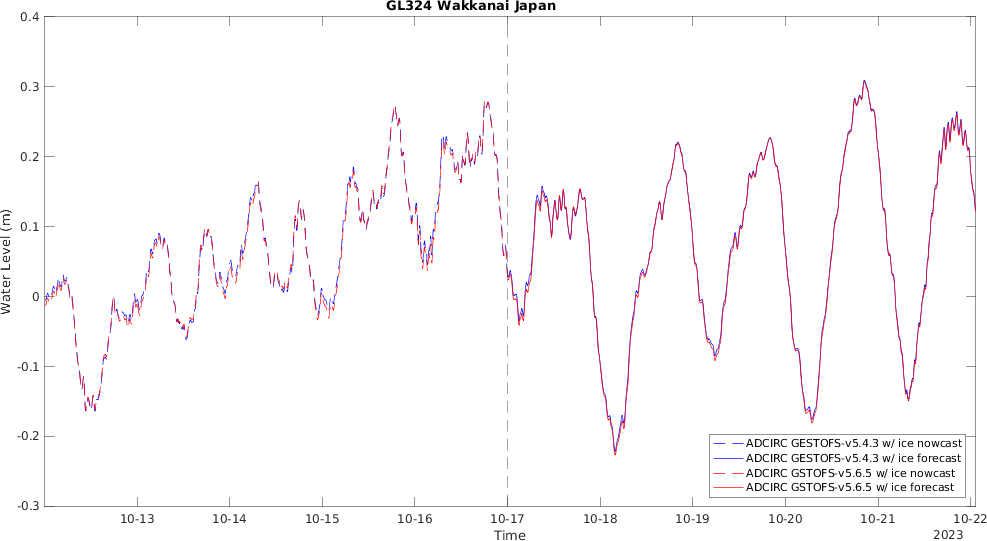 GL324 Wakkanai Japan
0.4
0.3
0.2
0.1
0
-0.1
-0.2
-0.3
Water Level (m)
ADCIRC GESTOFS-v5.4.3 w/ ice nowcast
ADCIRC GESTOFS-v5.4.3 w/ ice forecast
ADCIRC GSTOFS-v5.6.5 w/ ice nowcast
ADCIRC GSTOFS-v5.6.5 w/ ice forecast
10-13 10-14 10-15 10-16 10-17 10-18 10-19 10-20 10-21 10-22
Time
2023